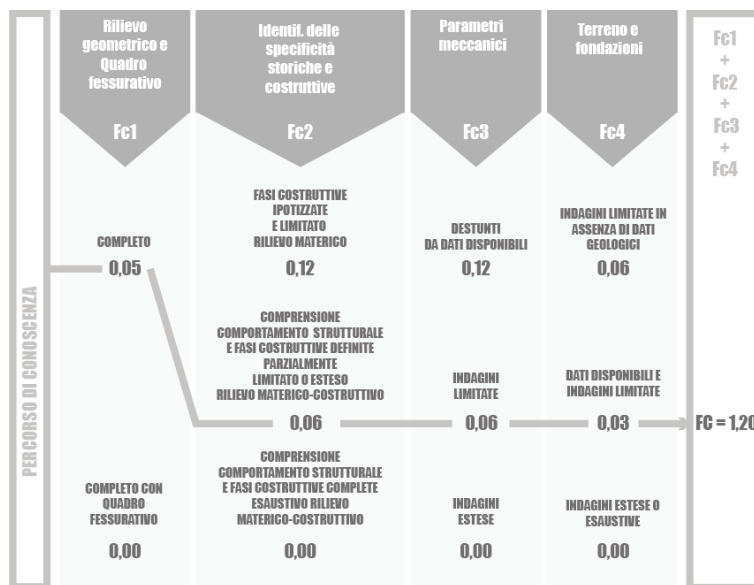 Rilievo
geometrico e
Quadro
fessurativo
Fc1
Identif. delle
specificità
storiche e
costruttive
Fc2
Parametri
meccanici
Fc3
Terreno e
fondazioni
Fc4
Fc1
+
Fc2
+
Fc3
+
Fc4
PERCORSO DI CONOSCENZA
COMPLETO
0,05
FASI COSTRUTTIVE
IPOTIZZATE
E LIMITATO
RILIEVO MATERICO
0,12
DESTUNTI
DA DATI DISPONIBILI
0,12
INDAGINI LIMITATE IN
ASSENZA DI DATI
GEOLOGICI
0,06
COMPRENSIONE
COMPORTAMENTO STRUTTURALE
E FASI COSTRUTTIVE DEFINITE
PARZIALMENTE
LIMITATO O ESTESO
RILIEVO MATERICO-COSTRUTTIVO
0,06
INDAGINI
LIMITATE
0,06
DATI DISPONIBILI E
INDAGINI LIMITATE
0,03
FC = 1,20
COMPLETO CON
QUADRO
FESSURATIVO
0,00
COMPRENSIONE
COMPORTAMENTO STRUTTURALE
E FASI COSTRUTTIVE COMPLETE
ESAUSTIVO RILIEVO
MATERICO-COSTRUTTIVO
0,00
INDAGINI
ESTESE
0,00
INDAGINI ESTESE O
ESAUSTIVE
0,00